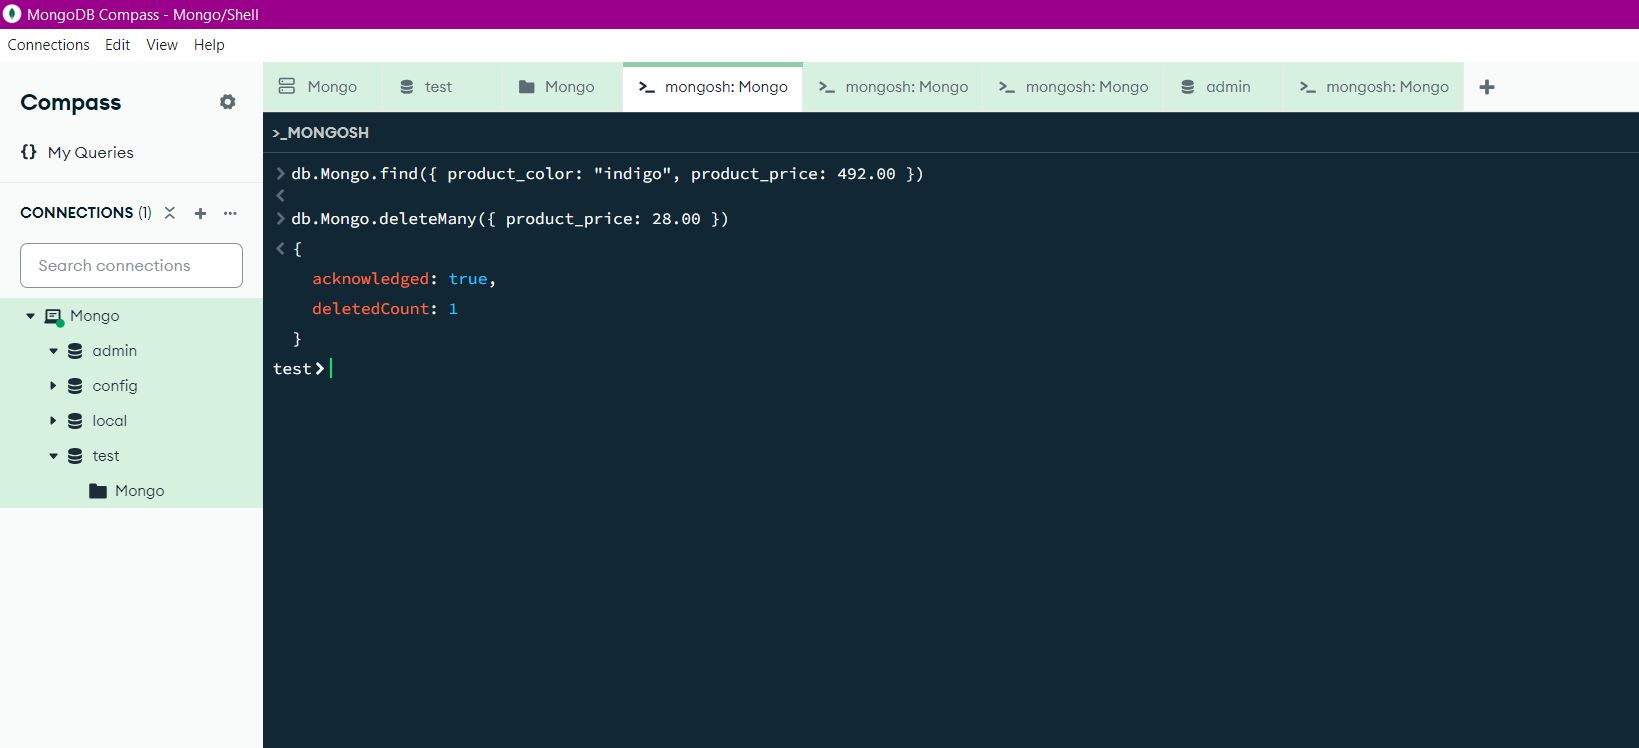 MongoDB Compass - Mongo/Shell
Connections Edit View Help
Compass
{} My Queries
CONNECTIONS (1)
Search connections
Mongo
admin
config
local
test
Mongo
Mongo test Mongo mongosh: Mongo mongosh: Mongo mongosh: Mongo admin mongosh: Mongo +
>_MONGOSH
> db.Mongo.find({ product_color: "indigo", product_price: 492.00 })
<
> db.Mongo.deleteMany({ product_price: 28.00 })
< {
acknowledged: true,
deletedCount: 1
}
test>